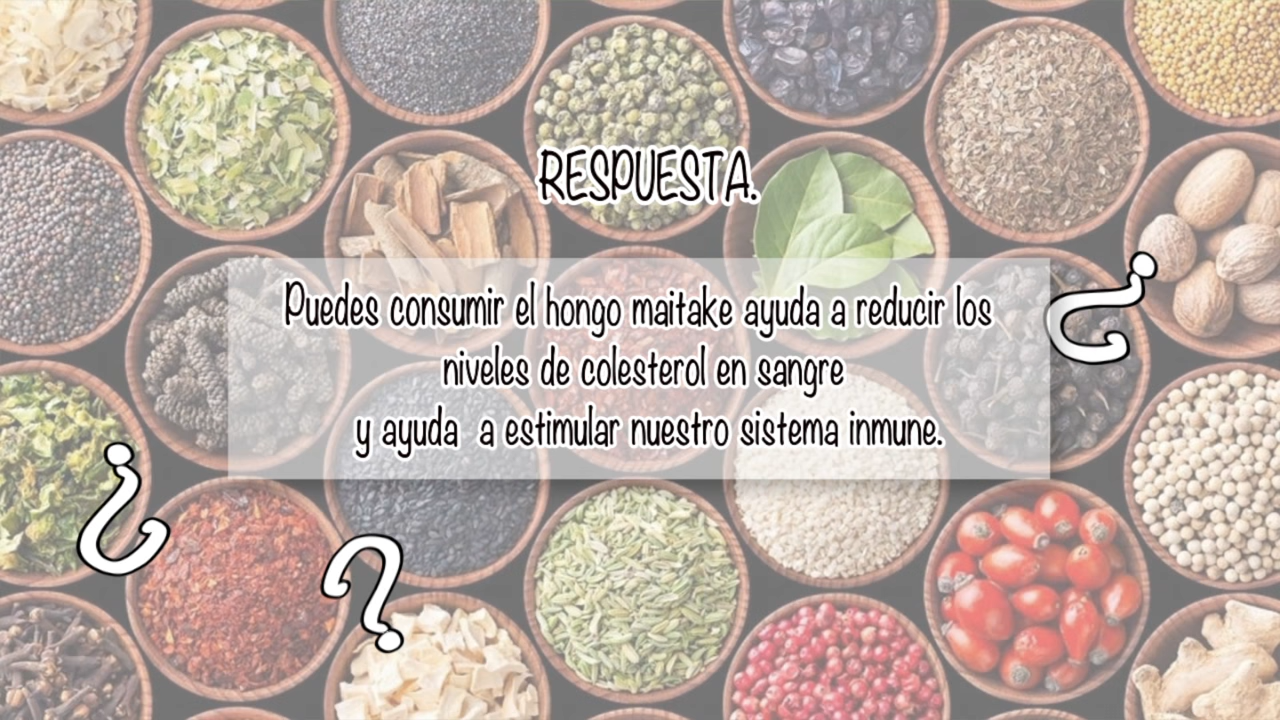 RESPUESTA.
Puedes consumir el hongo maitake ayuda a reducir los
niveles de colesterol en sangre
y ayuda  a estimular nuestro sistema inmune.
¿
¿
?